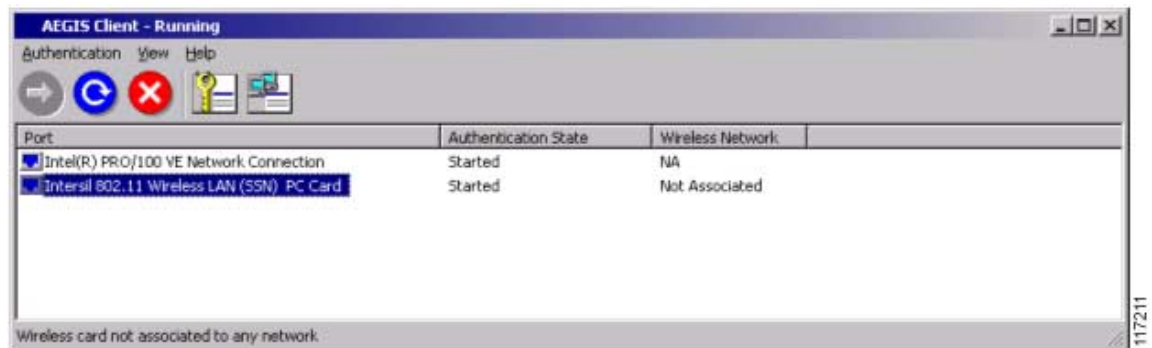 AEGIS Client - Running
Authentication View Help
Port Authentication State Wireless Network
Intel(R) PRO/100 VE Network Connection Started NA
Intersil 802.11 Wireless LAN (SSN) PC Card Started Not Associated
Wireless card not associated to any network
117211